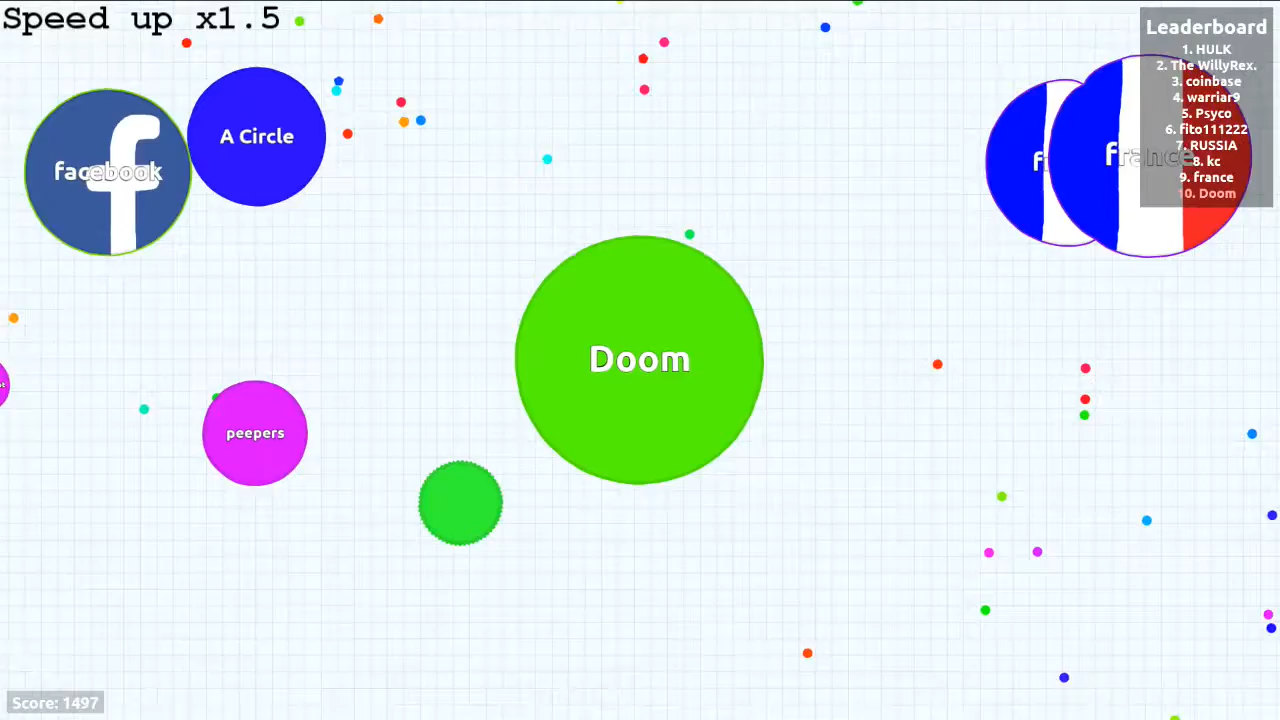 Speed up x1.5
Leaderboard
1. HULK
2. The WillyRex.
3. coinbase
4. warriar9
5. Psyco
6. fito111222
7. RUSSIA
8. kc
9. france
10. Doom
A Circle
facebook
france
Doom
peepers
Score: 1497